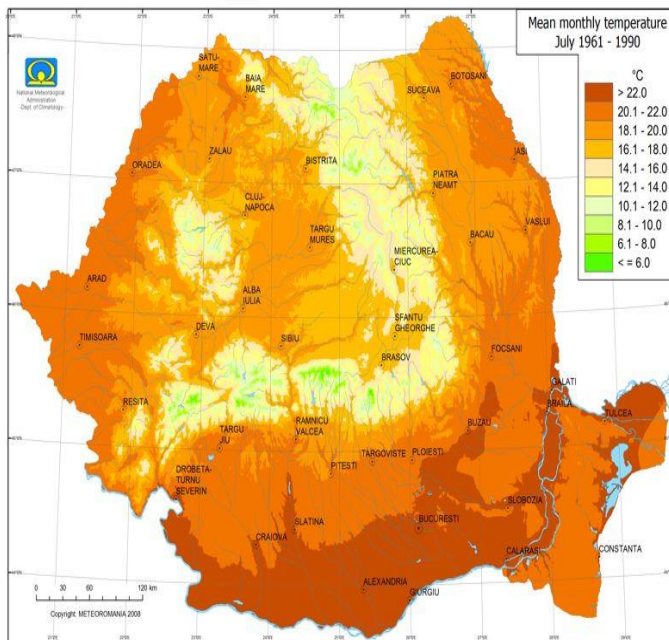 Mean monthly temperature
July 1961 - 1990
°C
> 22.0
20.1 - 22.0
18.1 - 20.0
16.1 - 18.0
14.1 - 16.0
12.1 - 14.0
10.1 - 12.0
8.1 - 10.0
6.1 - 8.0
< = 6.0
National Meteorological
Administration
-Dept. of Climatology-
SATU-
MARE
BAIA
MARE
SUCEAVA
BOTOSANI
ORADEA
ZALAU
BISTRITA
PIATRA
NEAMT
IASI
CLUJ-
NAPOCA
TARGU
MURES
MIERCUREA-
CIUC
BACAU
VASLUI
ARAD
ALBA
IULIA
SFANTU
GHEORGHE
TIMISOARA
DEVA
SIBIU
BRASOV
FOCSANI
GALATI
BRAILA
TULCEA
RESITA
TARGU
JIU
RAMNICU
VALCEA
BUZAU
PITESTI
TARGOVISTE
PLOIESTI
DROBETA-
TURNU
SEVERIN
SLATINA
CRAIOVA
BUCURESTI
SLOBOZIA
CALARASI
CONSTANTA
ALEXANDRIA
GIURGIU
0 30 60 120 km
Copyright METEOROMANIA 2008